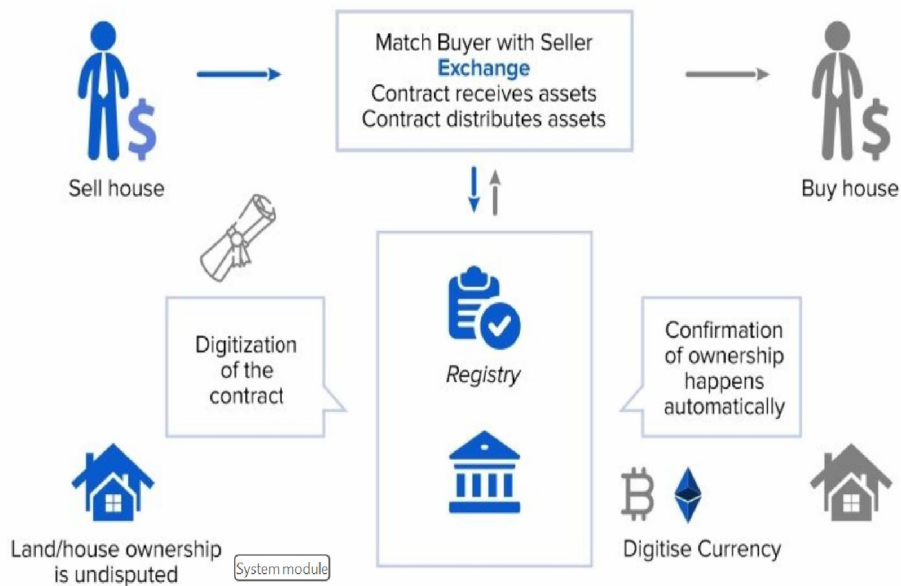 Match Buyer with Seller
Exchange
Contract receives assets
Contract distributes assets
$
Sell house
$
Buy house
Digitization
of the
contract
Registry
Confirmation
of ownership
happens
automatically
Land/house ownership
is undisputed
System module
Digitise Currency